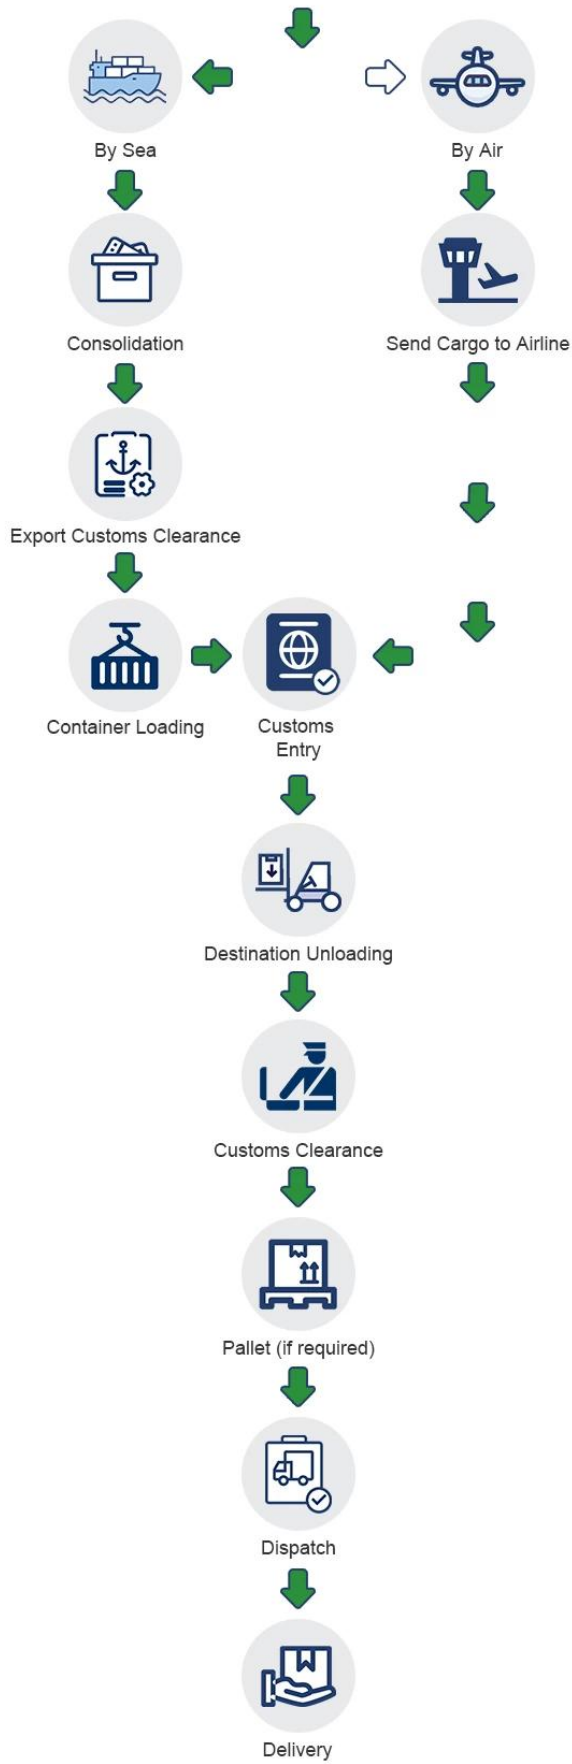 By Sea
By Air
Consolidation
Send Cargo to Airline
Export Customs Clearance
Container Loading
Customs
Entry
Destination Unloading
Customs Clearance
Pallet (if required)
Dispatch
Delivery